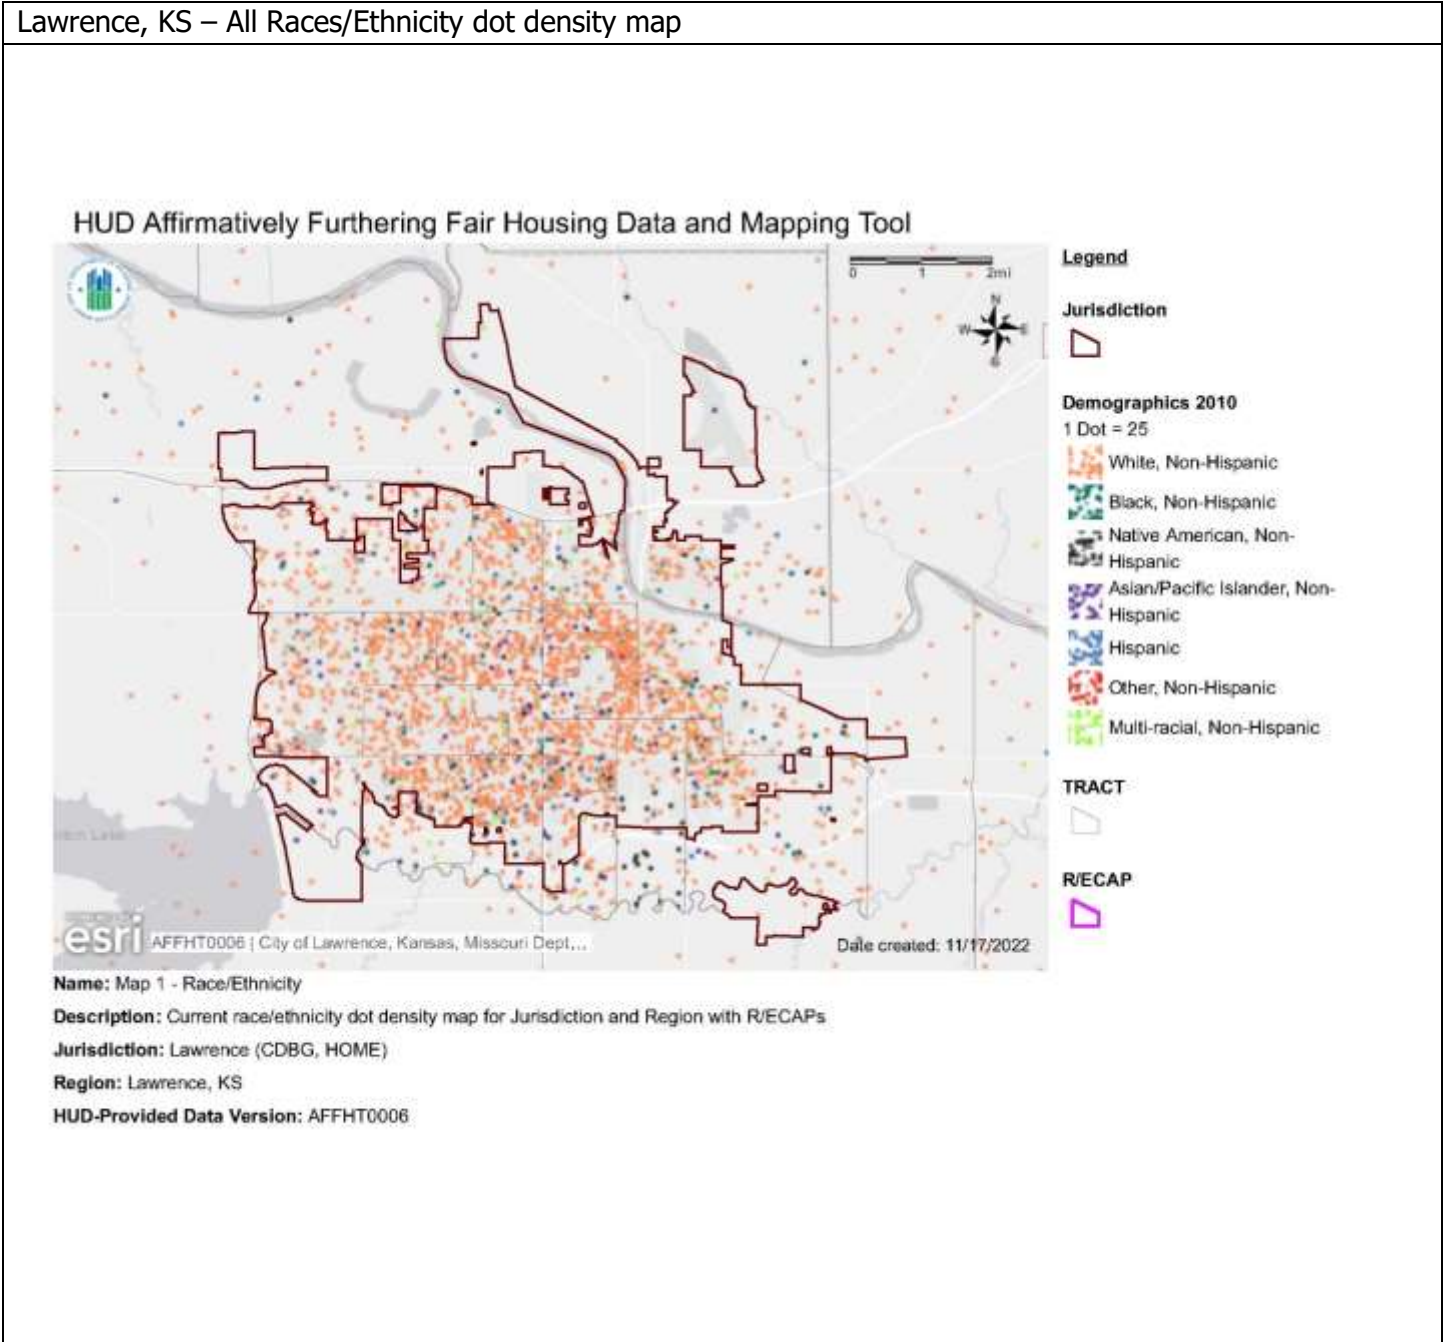 Lawrence, KS – All Races/Ethnicity dot density map
HUD Affirmatively Furthering Fair Housing Data and Mapping Tool
0 1 2mi
N
W E
S
Legend
Jurisdiction
Demographics 2010
1 Dot = 25
White, Non-Hispanic
Black, Non-Hispanic
Native American, Non-
Hispanic
Asian/Pacific Islander, Non-
Hispanic
Hispanic
Other, Non-Hispanic
Multi-racial, Non-Hispanic
TRACT
R/ECAP
Lake
esri
AFFHT0006 | City of Lawrence, Kansas, Missouri Dept...
Date created: 11/17/2022
Name: Map 1 - Race/Ethnicity
Description: Current race/ethnicity dot density map for Jurisdiction and Region with R/ECAPs
Jurisdiction: Lawrence (CDBG, HOME)
Region: Lawrence, KS
HUD-Provided Data Version: AFFHT0006